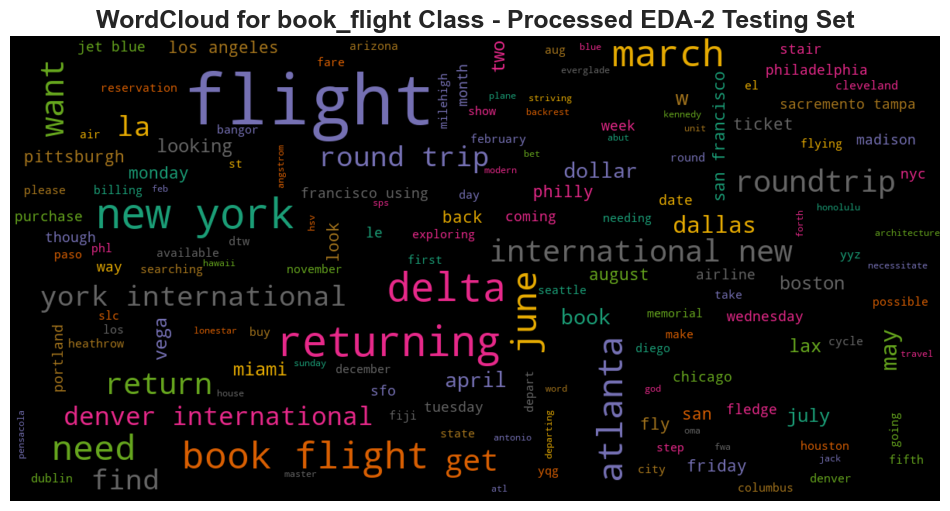 WordCloud for book_flight Class - Processed EDA-2 Testing Set
jet blue
los angeles
arizona
two
aug
blue
march
stair
want
fare
everglade
philadelphia
reservation
flight
milehigh
month
plane
striving
show
backrest
san francisco
w
el
cleveland
sacremento tampa
air
la
bangor
kennedy
unit
week
ticket
looking
february
abut
flying
madison
pittsburgh
st
angstrom
round trip
bet
round
modern
dollar
monday
roundtrip
nyc
please
billing
feb
francisco using
day
philly
date
purchase
new york
hsv
sps
back
coming
needing
dallas
forth
honolulu
though
look
le
exploring
architecture
phl
dtw
available
international new
paso
way
hawaii
first
yyz
searching
november
seattle
august
airline
necessitate
york international
delta
june
boston
take
slc
book
memorial
possible
los
lonestar
buy
wednesday
heathrow
vega
returning
make
cycle
portland
sunday
diego
lax
may
travel
miami
december
atlanta
return
house
sfo
april
depart
chicago
god
fiji
tuesday
word
denver international
san
fledge
july
pensacola
need
state
departing
fly
oma
going
book flight
antonio
step
fwa
houston
get
jack
fifth
dublin
find
master
yqg
city
friday
denver
atl
columbus